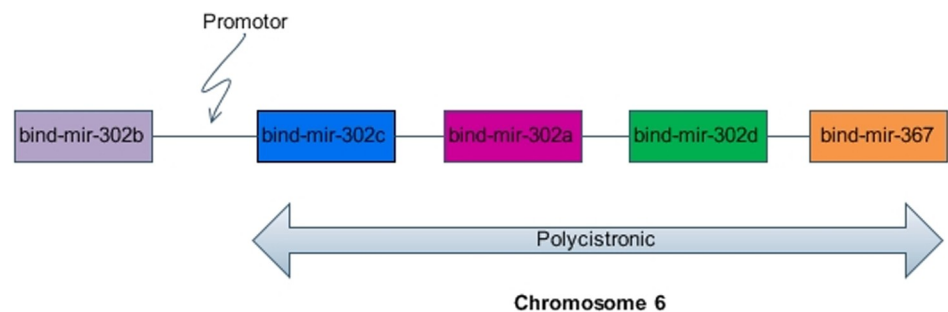 Promotor
bind-mir-302b
bind-mir-302c
bind-mir-302a
bind-mir-302d
bind-mir-367
Polycistronic
Chromosome 6